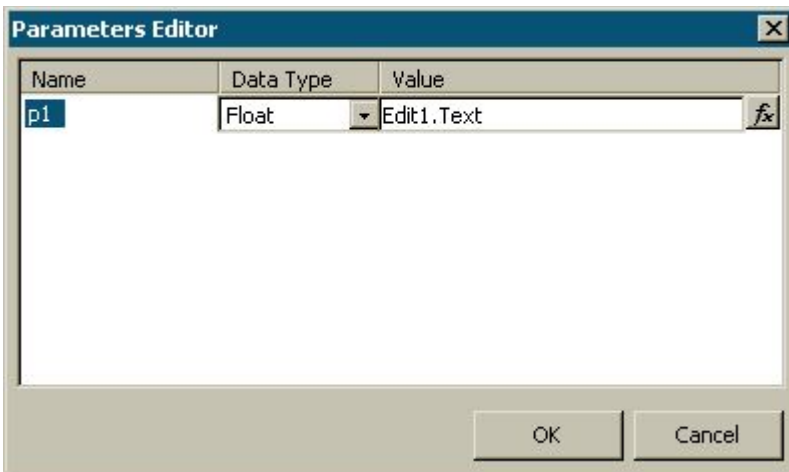 Parameters Editor
Name Data Type Value
p1 Float Edit1.Text fx
OK Cancel